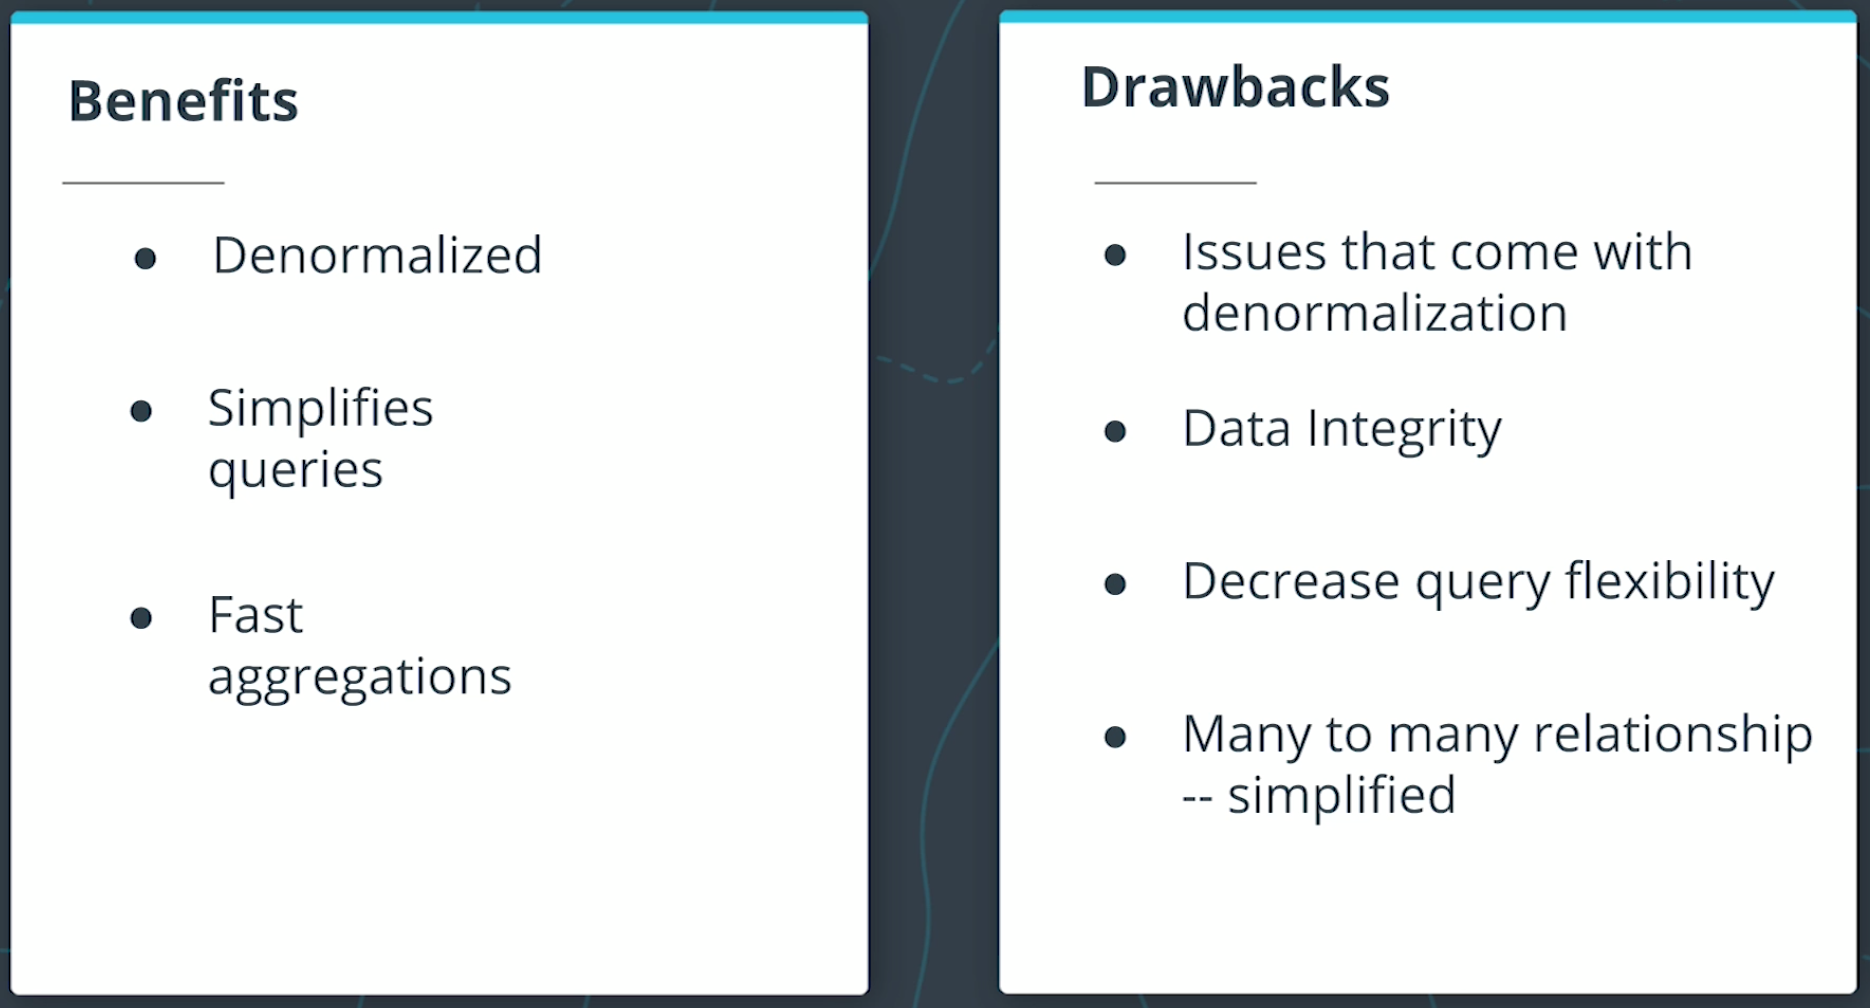 Benefits
● Denormalized
● Simplifies
queries
● Fast
aggregations
Drawbacks
● Issues that come with
denormalization
● Data Integrity
● Decrease query flexibility
● Many to many relationship
-- simplified